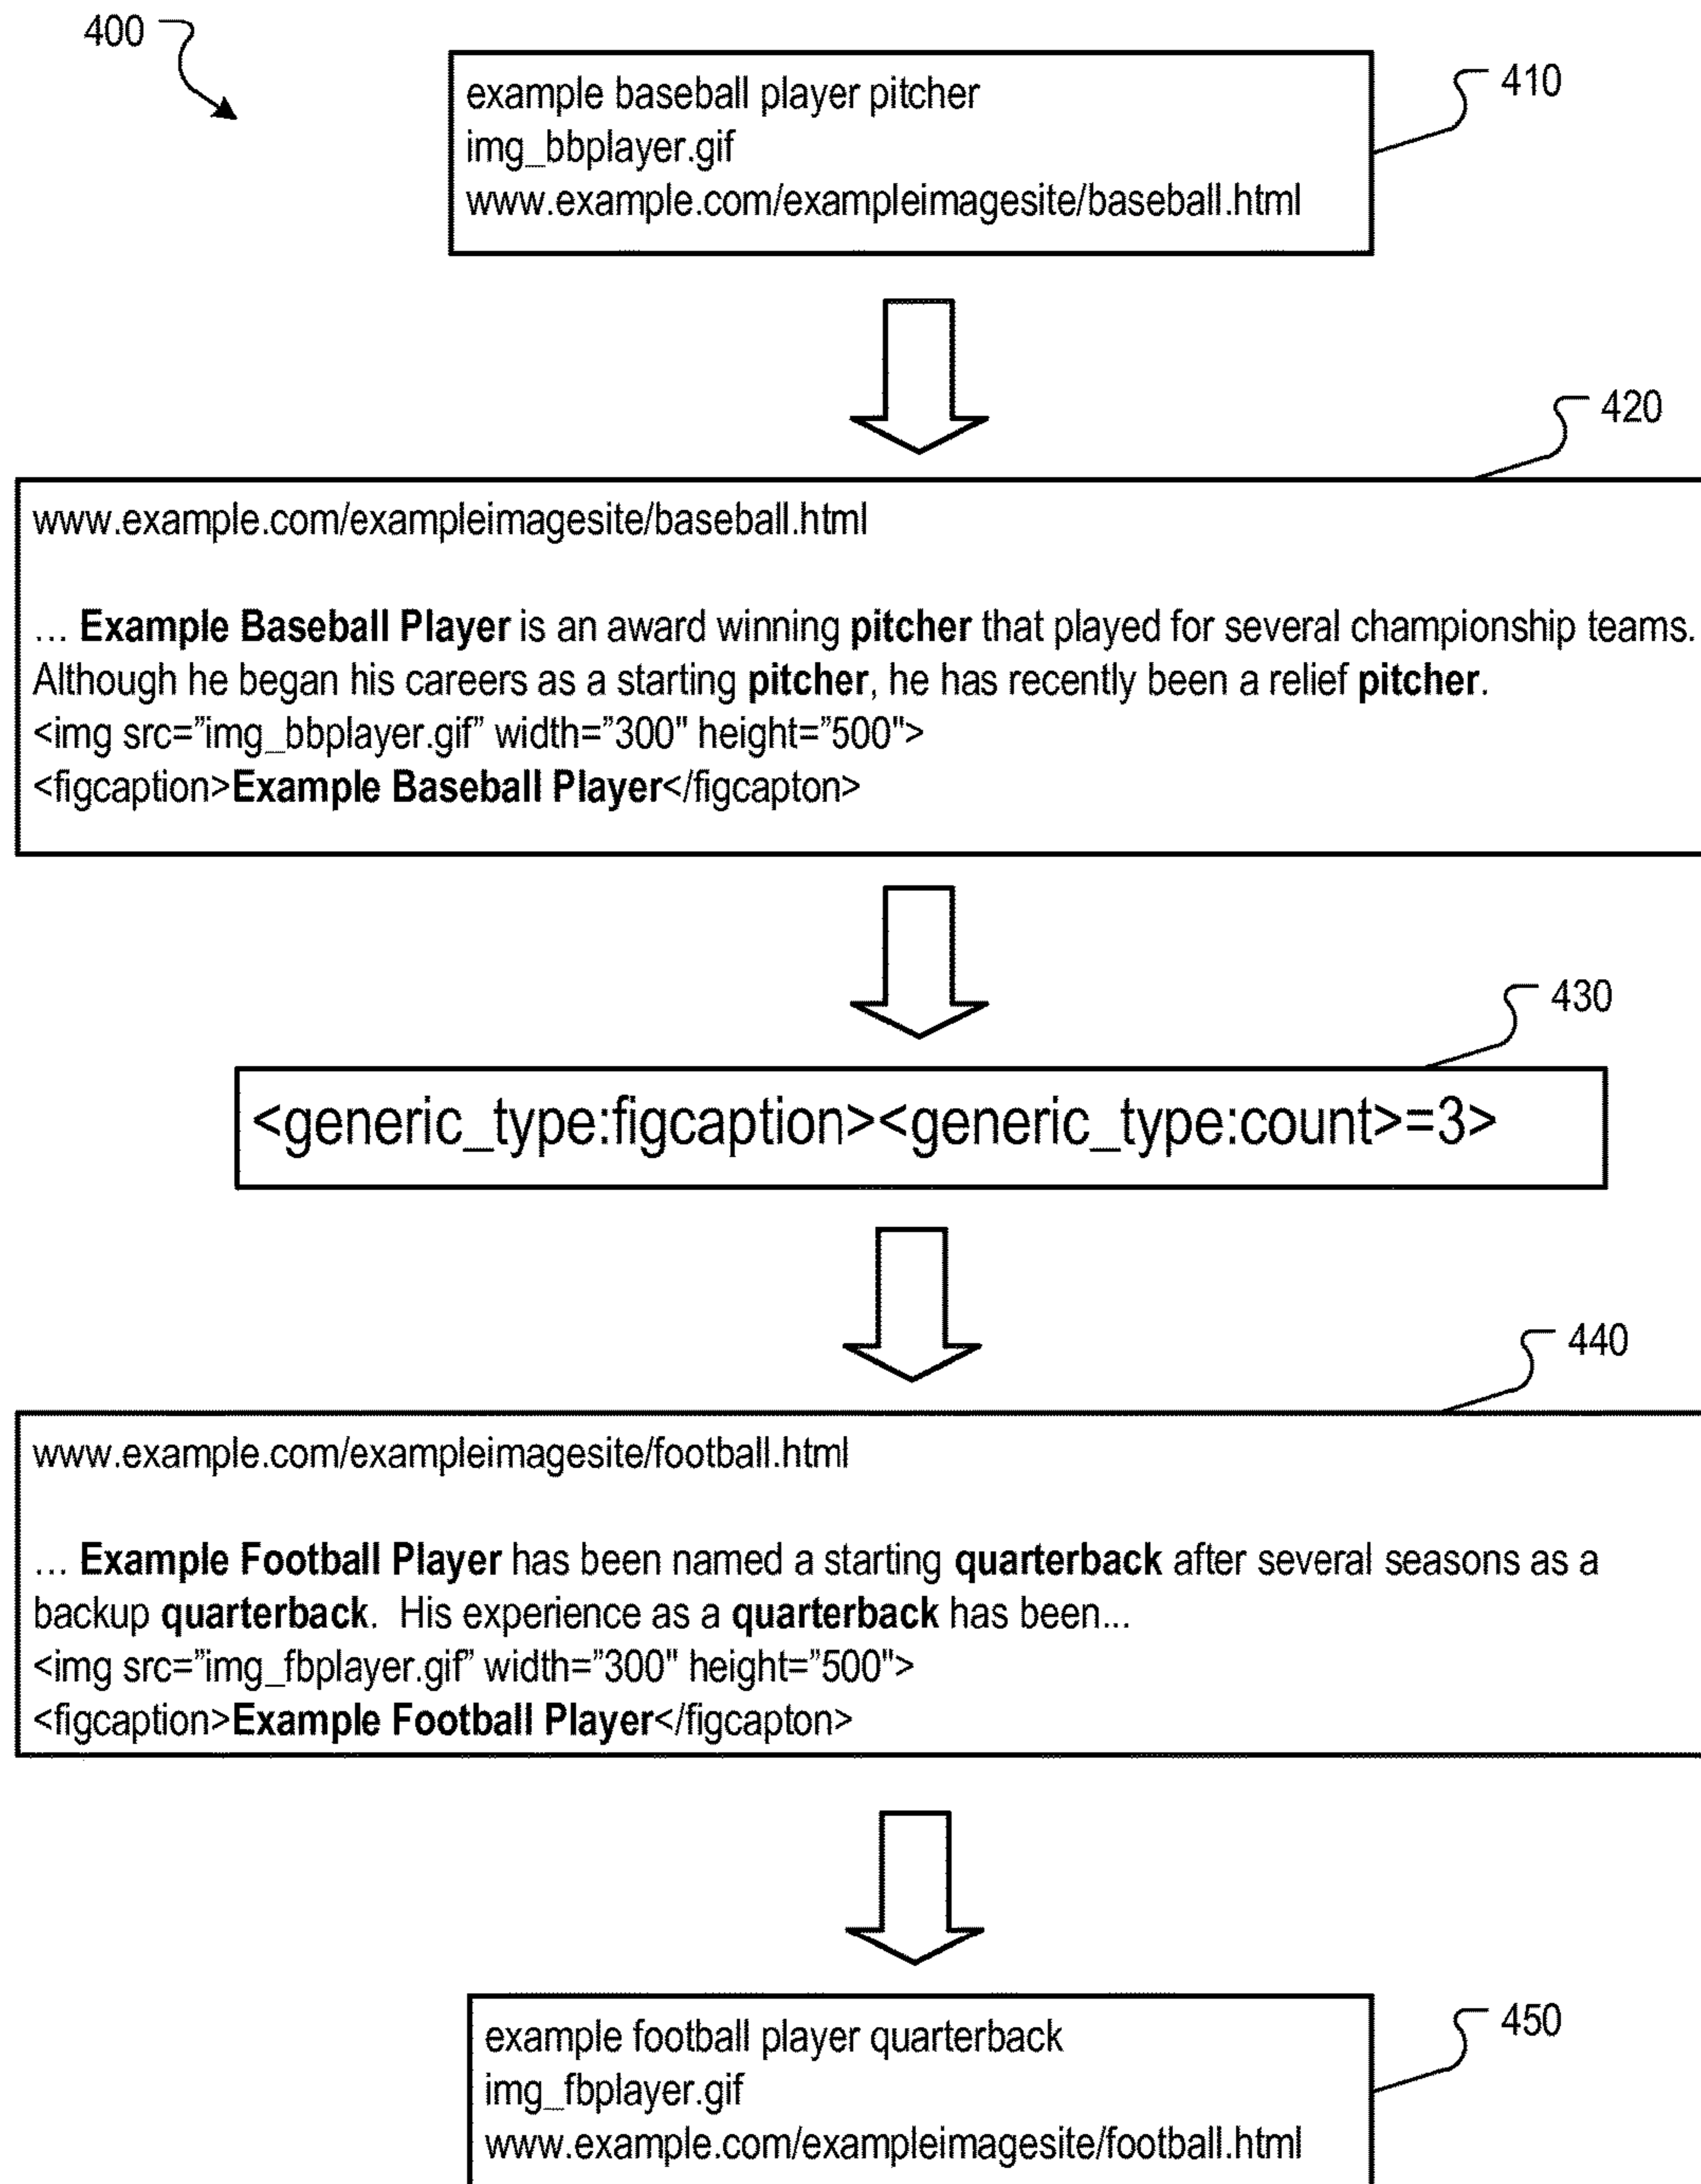 400
example baseball player pitcher
img_bbplayer.gif
www.example.com/exampleimagesite/baseball.html
410
420
www.example.com/exampleimagesite/baseball.html
... Example Baseball Player is an award winning pitcher that played for several championship teams.
Although he began his careers as a starting pitcher, he has recently been a relief pitcher.
<img src=”img_bbplayer.gif” width=”300" height=”500">
<figcaption>Example Baseball Player</figcapton>
430
<generic_type:figcaption><generic_type:count>=3>
440
www.example.com/exampleimagesite/football.html
... Example Football Player has been named a starting quarterback after several seasons as a
backup quarterback.  His experience as a quarterback has been...
<img src=”img_fbplayer.gif” width=”300" height=”500">
<figcaption>Example Football Player</figcapton>
450
example football player quarterback
img_fbplayer.gif
www.example.com/exampleimagesite/football.html